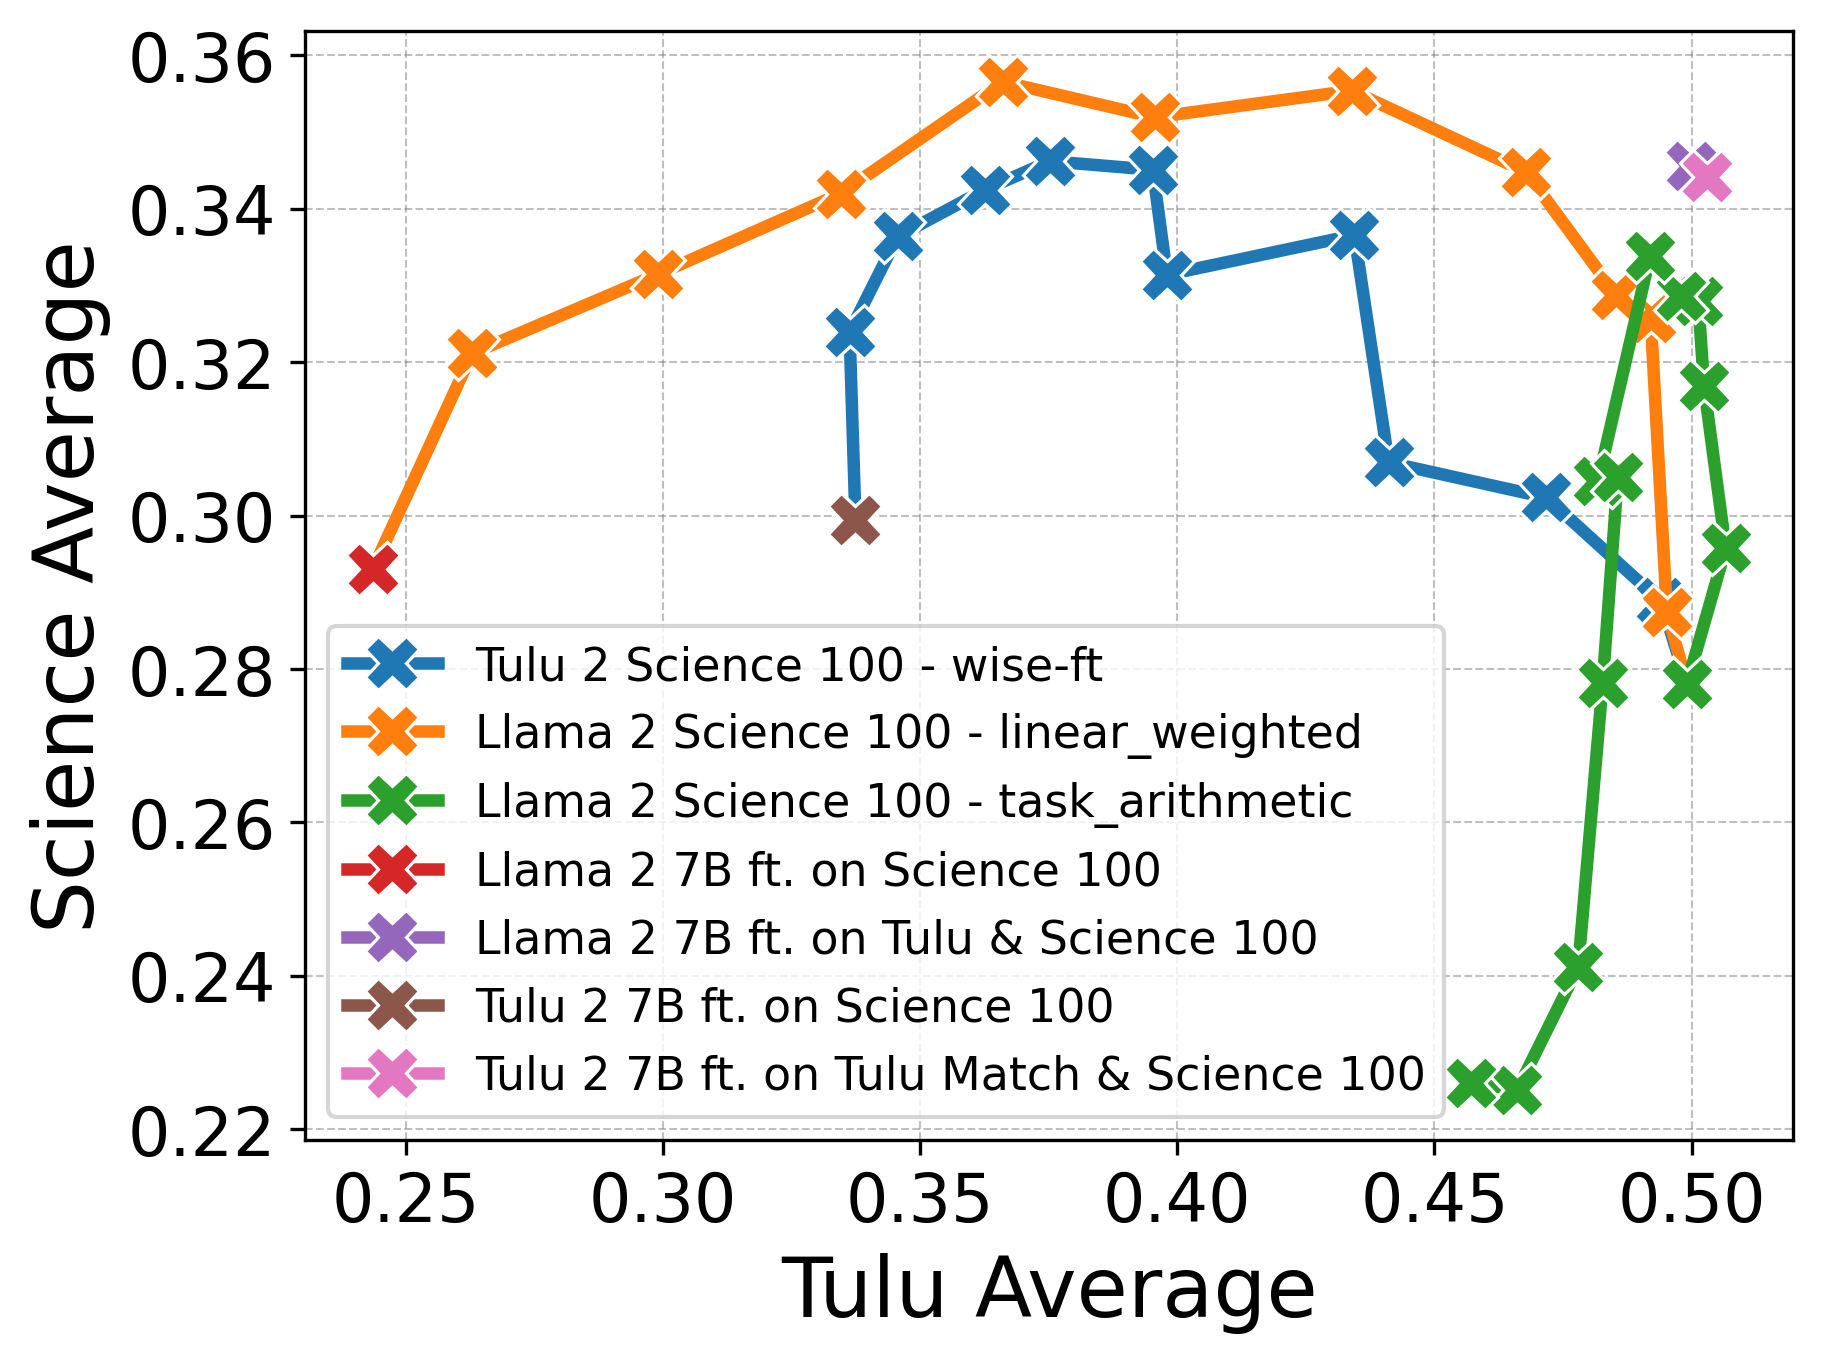 Science Average
0.36
0.34
0.32
0.30
0.28
0.26
0.24
0.22
Tulu 2 Science 100 - wise-ft
Llama 2 Science 100 - linear_weighted
Llama 2 Science 100 - task_arithmetic
Llama 2 7B ft. on Science 100
Llama 2 7B ft. on Tulu & Science 100
Tulu 2 7B ft. on Science 100
Tulu 2 7B ft. on Tulu Match & Science 100
0.25 0.30 0.35 0.40 0.45 0.50
Tulu Average